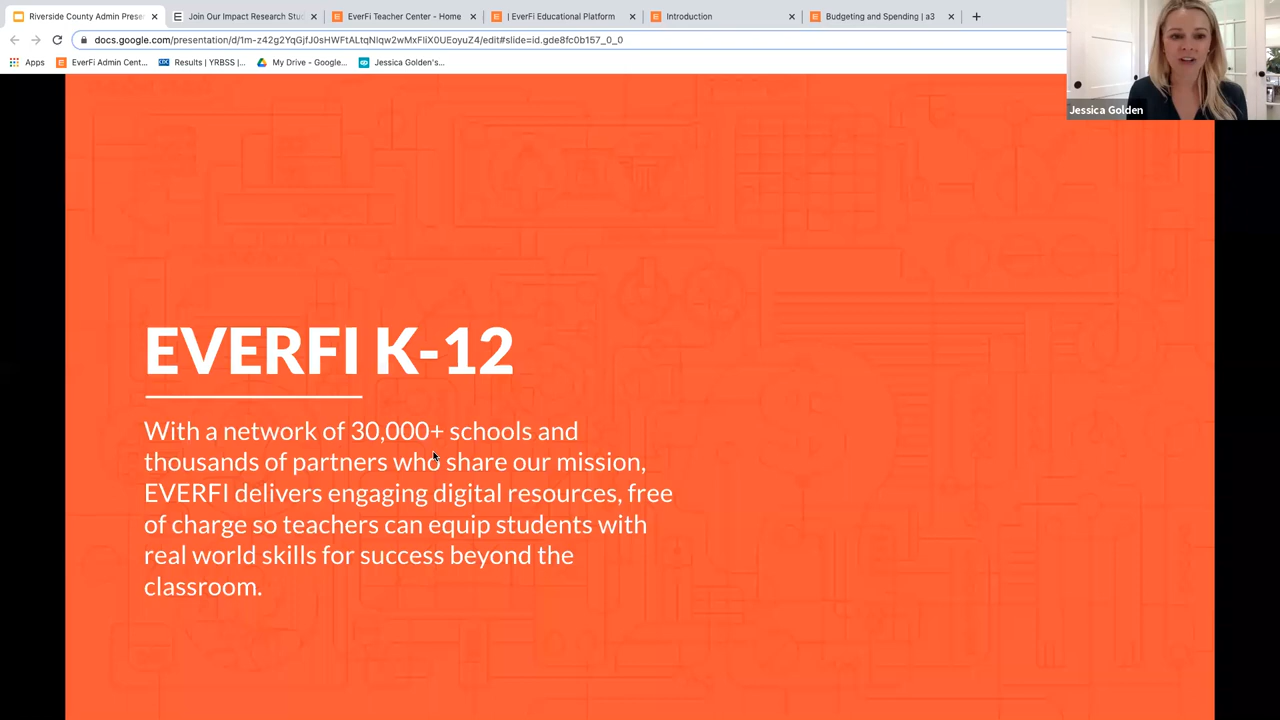 Riverside County Admin Prese
Join Our Impact Research Stu
EverFi Teacher Center - Home
| EverFi Educational Platform
Introduction
Budgeting and Spending | a3
docs.google.com/presentation/d/1m-z42g2YqGjfJ0sHWFtALtqNIqw2wMxFliX0UEoyuZ4/edit#slide=id.gde8fc0b157_0_0
Apps
EverFi Admin Cent...
Results | YRBSS |...
My Drive - Google...
Jessica Golden's...
Jessica Golden
EVERFI K-12
With a network of 30,000+ schools and
thousands of partners who share our mission,
EVERFI delivers engaging digital resources, free
of charge so teachers can equip students with
real world skills for success beyond the
classroom.